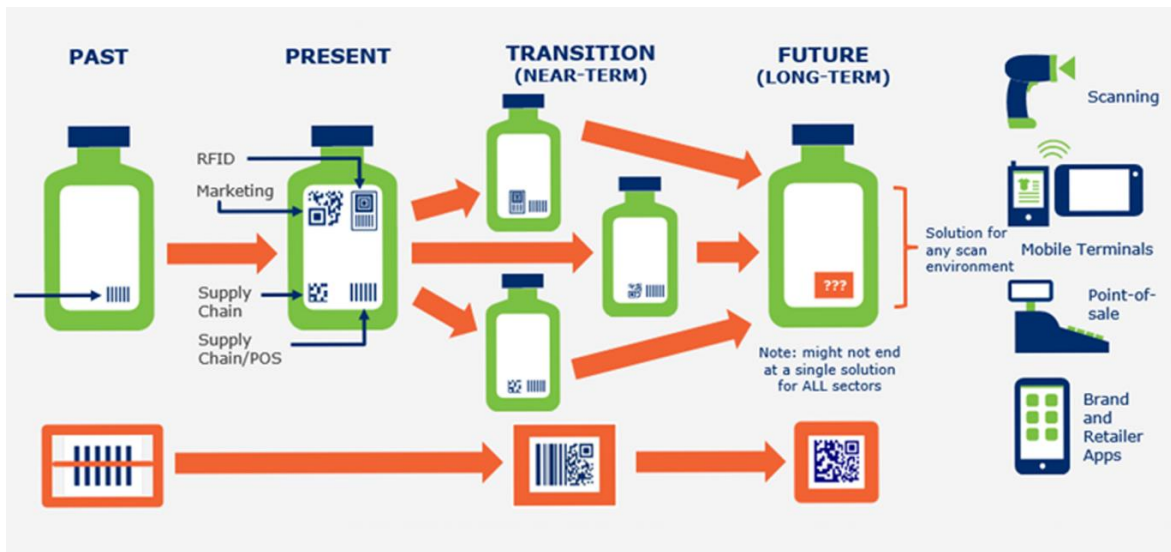 PAST
PRESENT
TRANSITION
(NEAR-TERM)
FUTURE
(LONG-TERM)
RFID
Marketing
Supply
Chain
Supply
Chain/POS
???
Solution for
any scan
environment
Note: might not end
at a single solution
for ALL sectors
Scanning
Mobile Terminals
Point-of-
sale
Brand
and
Retailer
Apps